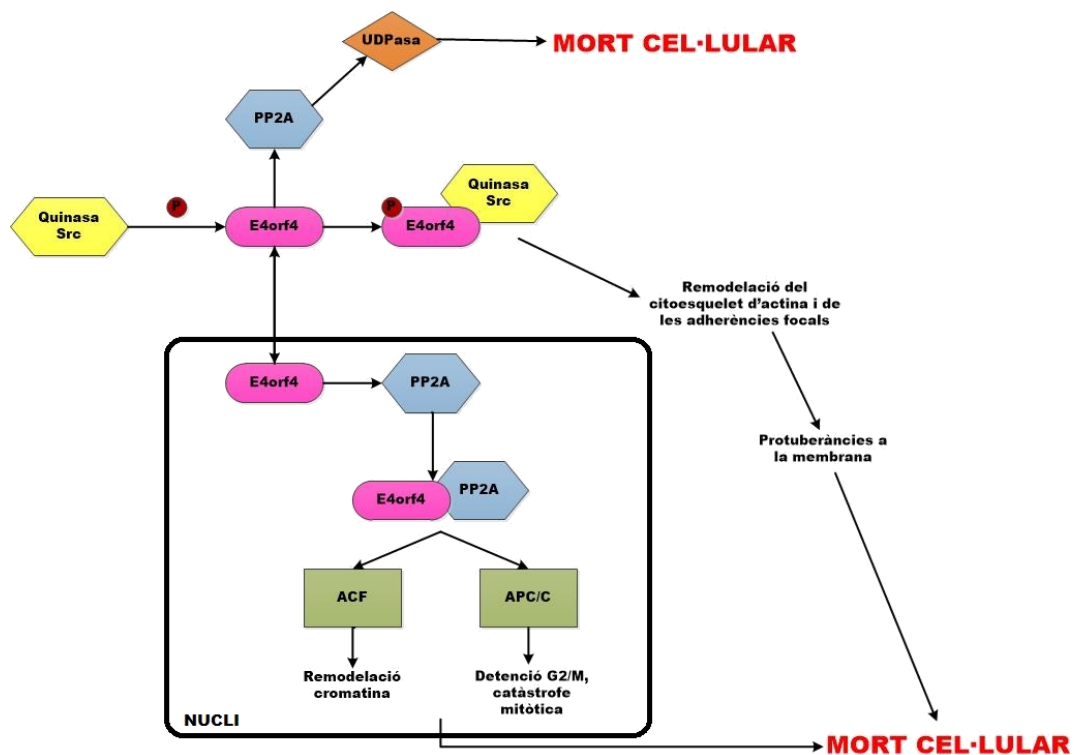 UDPasa
MORT CEL·LULAR
PP2A
Quinasa
Src
P
E4orf4
P
E4orf4
Quinasa
Src
Remodelació del
citoesquelet d'actina i de
les adherències focals
E4orf4
PP2A
Protuberàncies a
la membrana
E4orf4
PP2A
ACF
APC/C
Remodelació
cromatina
Detenció G2/M,
catàstrofe
mitòtica
NUCLI
MORT CEL·LULAR